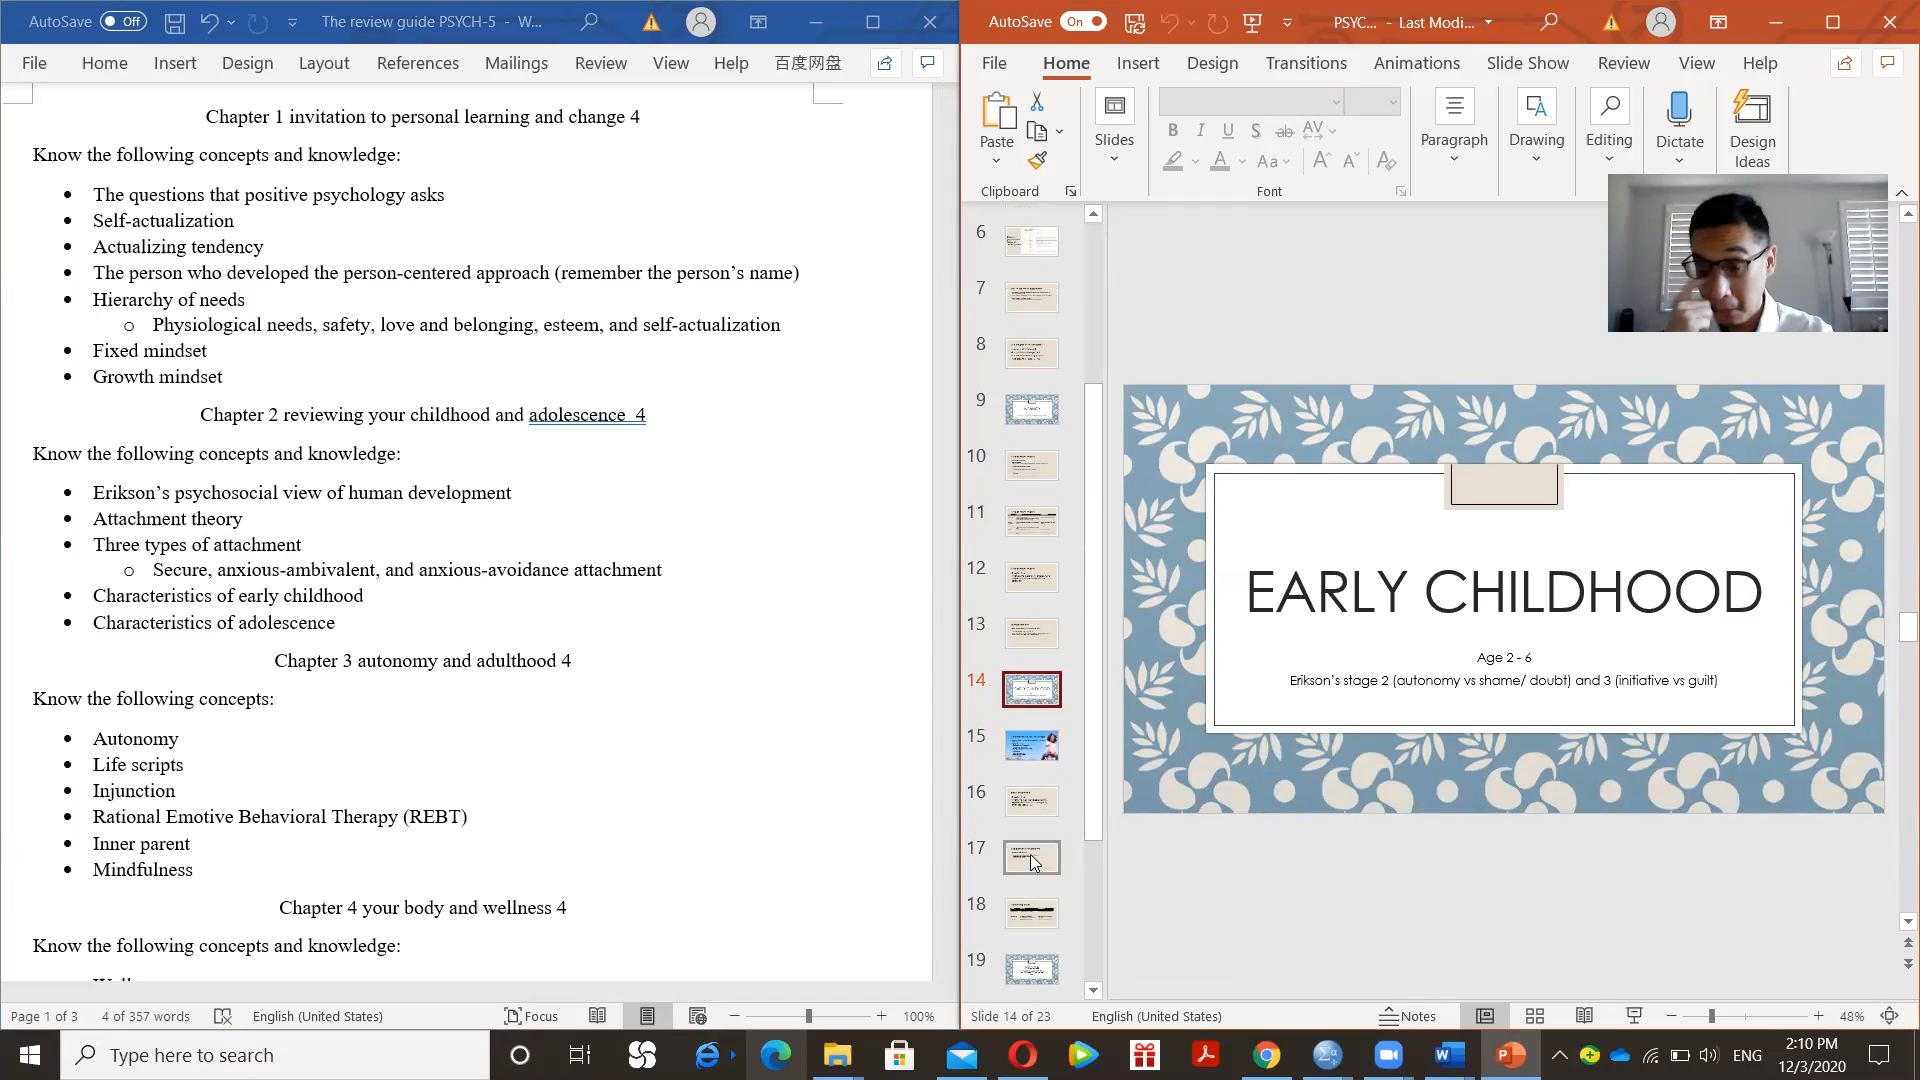 AutoSave Off The review guide PSYCH-5 - W...
File Home Insert Design Layout References Mailings Review View Help 百度网盘
Chapter 1 invitation to personal learning and change 4
Know the following concepts and knowledge:
• The questions that positive psychology asks
• Self-actualization
• Actualizing tendency
• The person who developed the person-centered approach (remember the person’s name)
• Hierarchy of needs
o Physiological needs, safety, love and belonging, esteem, and self-actualization
• Fixed mindset
• Growth mindset
Chapter 2 reviewing your childhood and adolescence 4
Know the following concepts and knowledge:
• Erikson’s psychosocial view of human development
• Attachment theory
• Three types of attachment
o Secure, anxious-ambivalent, and anxious-avoidance attachment
• Characteristics of early childhood
• Characteristics of adolescence
Chapter 3 autonomy and adulthood 4
Know the following concepts:
• Autonomy
• Life scripts
• Injunction
• Rational Emotive Behavioral Therapy (REBT)
• Inner parent
• Mindfulness
Chapter 4 your body and wellness 4
Know the following concepts and knowledge:
Page 1 of 3 4 of 357 words English (United States) Focus 100%
AutoSave On PSYC... - Last Modi...
File Home Insert Design Transitions Animations Slide Show Review View Help
Paste Slides Paragraph Drawing Editing Dictate Design
Ideas
B I U S ab AV
A Aa A A A
Clipboard Font
6
7
8
9
10
11
12
13
14
15
16
17
18
19
EARLY CHILDHOOD
Age 2 - 6
Erikson’s stage 2 (autonomy vs shame/ doubt) and 3 (initiative vs guilt)
Slide 14 of 23 English (United States) Notes 48%
Type here to search
ENG
2:10 PM
12/3/2020